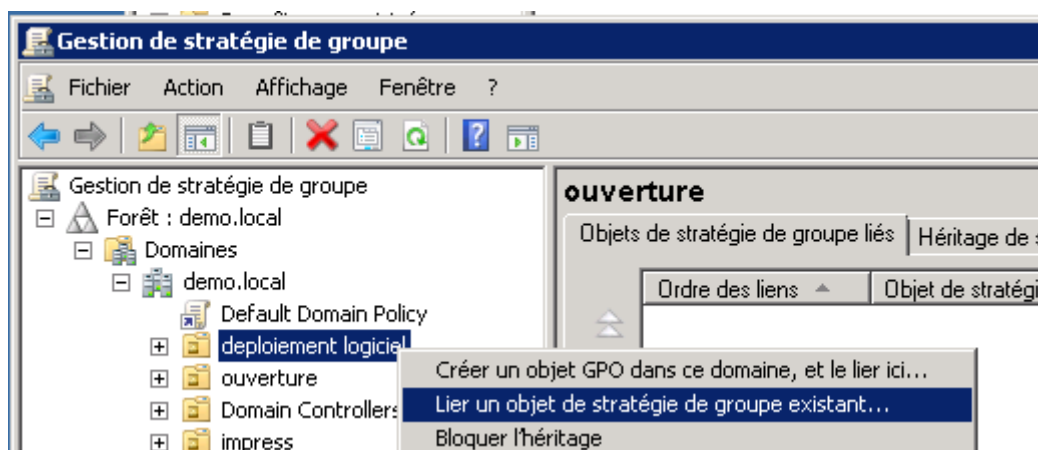 Gestion de stratégie de groupe
Fichier Action Affichage Fenêtre ?
Gestion de stratégie de groupe
Forêt : demo.local
Domaines
demo.local
Default Domain Policy
deploiement logiciel
ouverture
Domain Controllers
impress
ouverture
Objets de stratégie de groupe liés Héritage de
Ordre des liens Objet de stratégi
Créer un objet GPO dans ce domaine, et le lier ici...
Lier un objet de stratégie de groupe existant...
Bloquer l'héritage